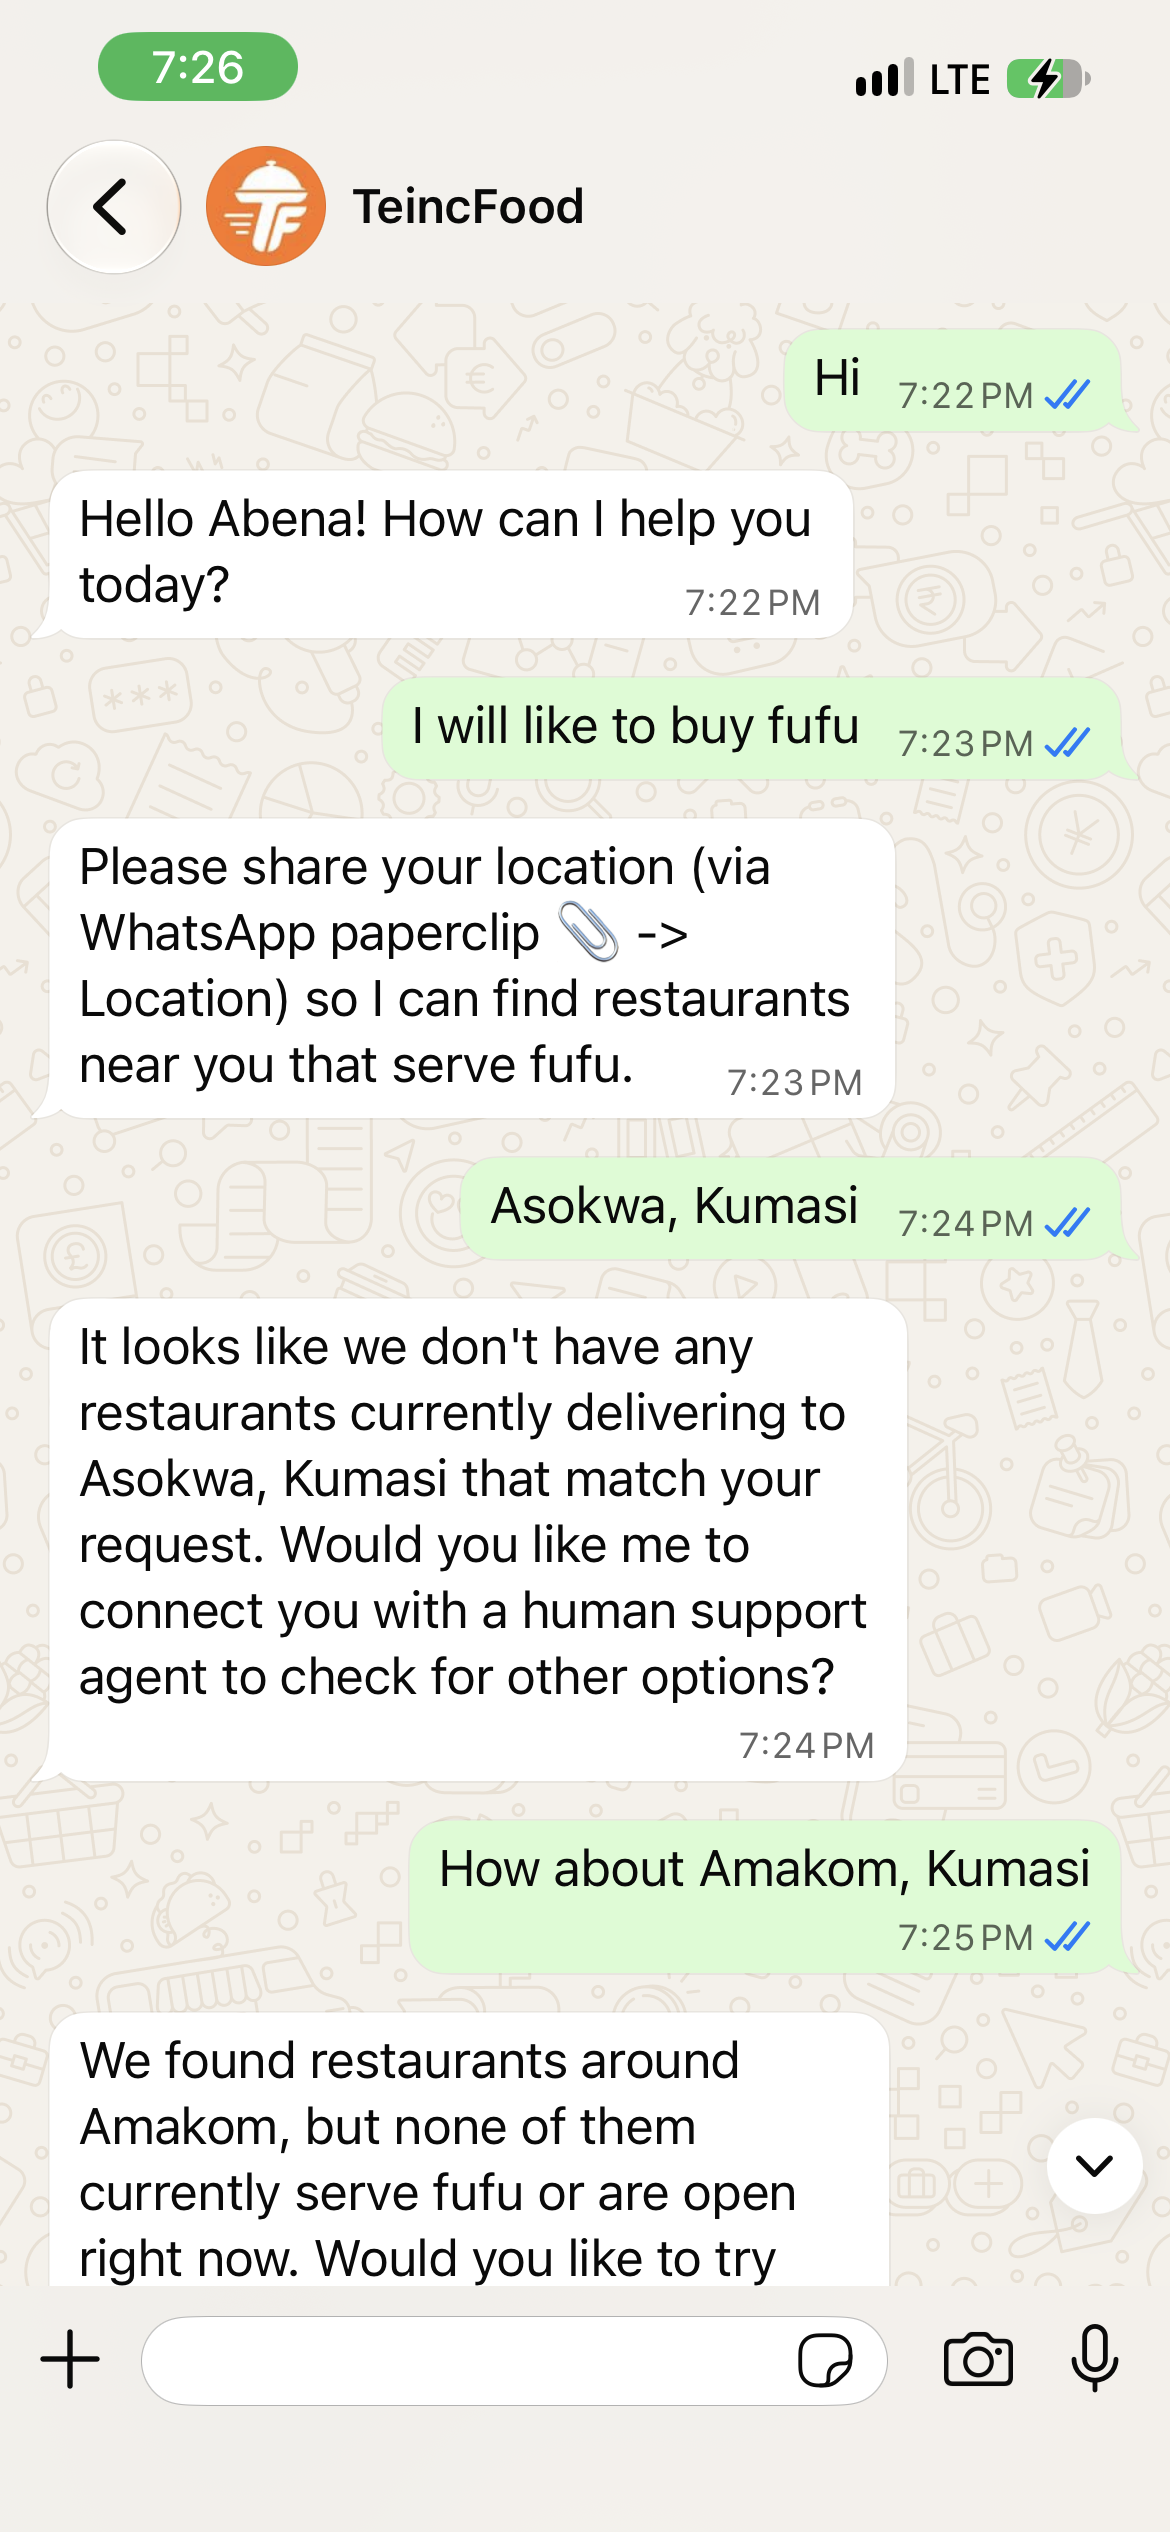 7:26
LTE
TF
TeincFood
Hi 7:22 PM
Hello Abena! How can I help you
today?
7:22 PM
I will like to buy fufu 7:23 PM
Please share your location (via
WhatsApp paperclip 📎 ->
Location) so I can find restaurants
near you that serve fufu.
7:23 PM
Asokwa, Kumasi 7:24 PM
It looks like we don't have any
restaurants currently delivering to
Asokwa, Kumasi that match your
request. Would you like me to
connect you with a human support
agent to check for other options?
7:24 PM
How about Amakom, Kumasi
7:25 PM
We found restaurants around
Amakom, but none of them
currently serve fufu or are open
right now. Would you like to try